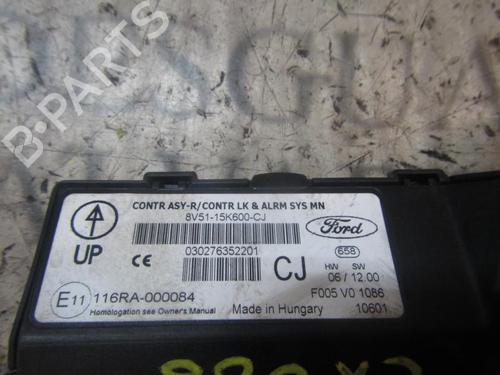 B-PARTS
CONTR ASY-R/CONTR LK & ALRM SYS MN
8V51-15K600-CJ
Ford
UP
030276352201
CE
CJ
658
HW SW
06 / 12.00
E11 116RA-000084
F005 V0 1086
Homologation see Owner's Manual
Made in Hungary
10601